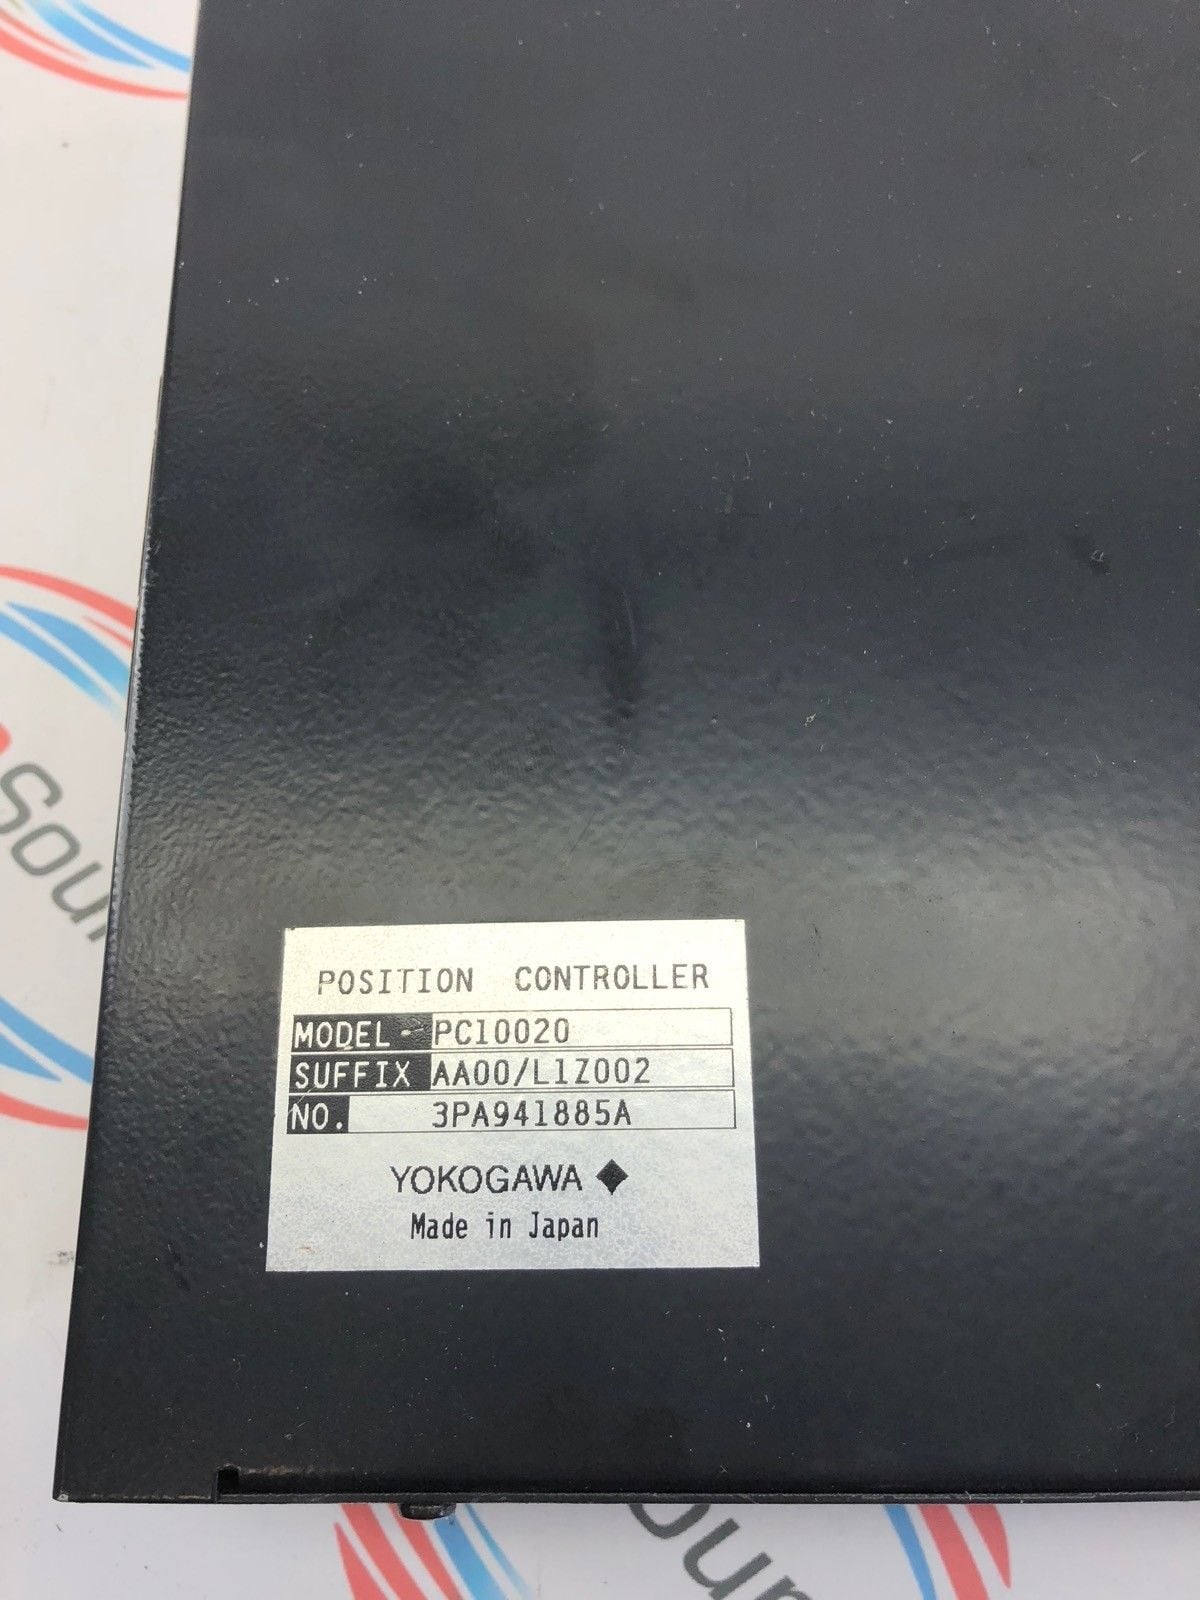 POSITION CONTROLLER
MODEL PC10020
SUFFIX AA00/L1Z002
NO. 3PA941885A
YOKOGAWA
Made in Japan